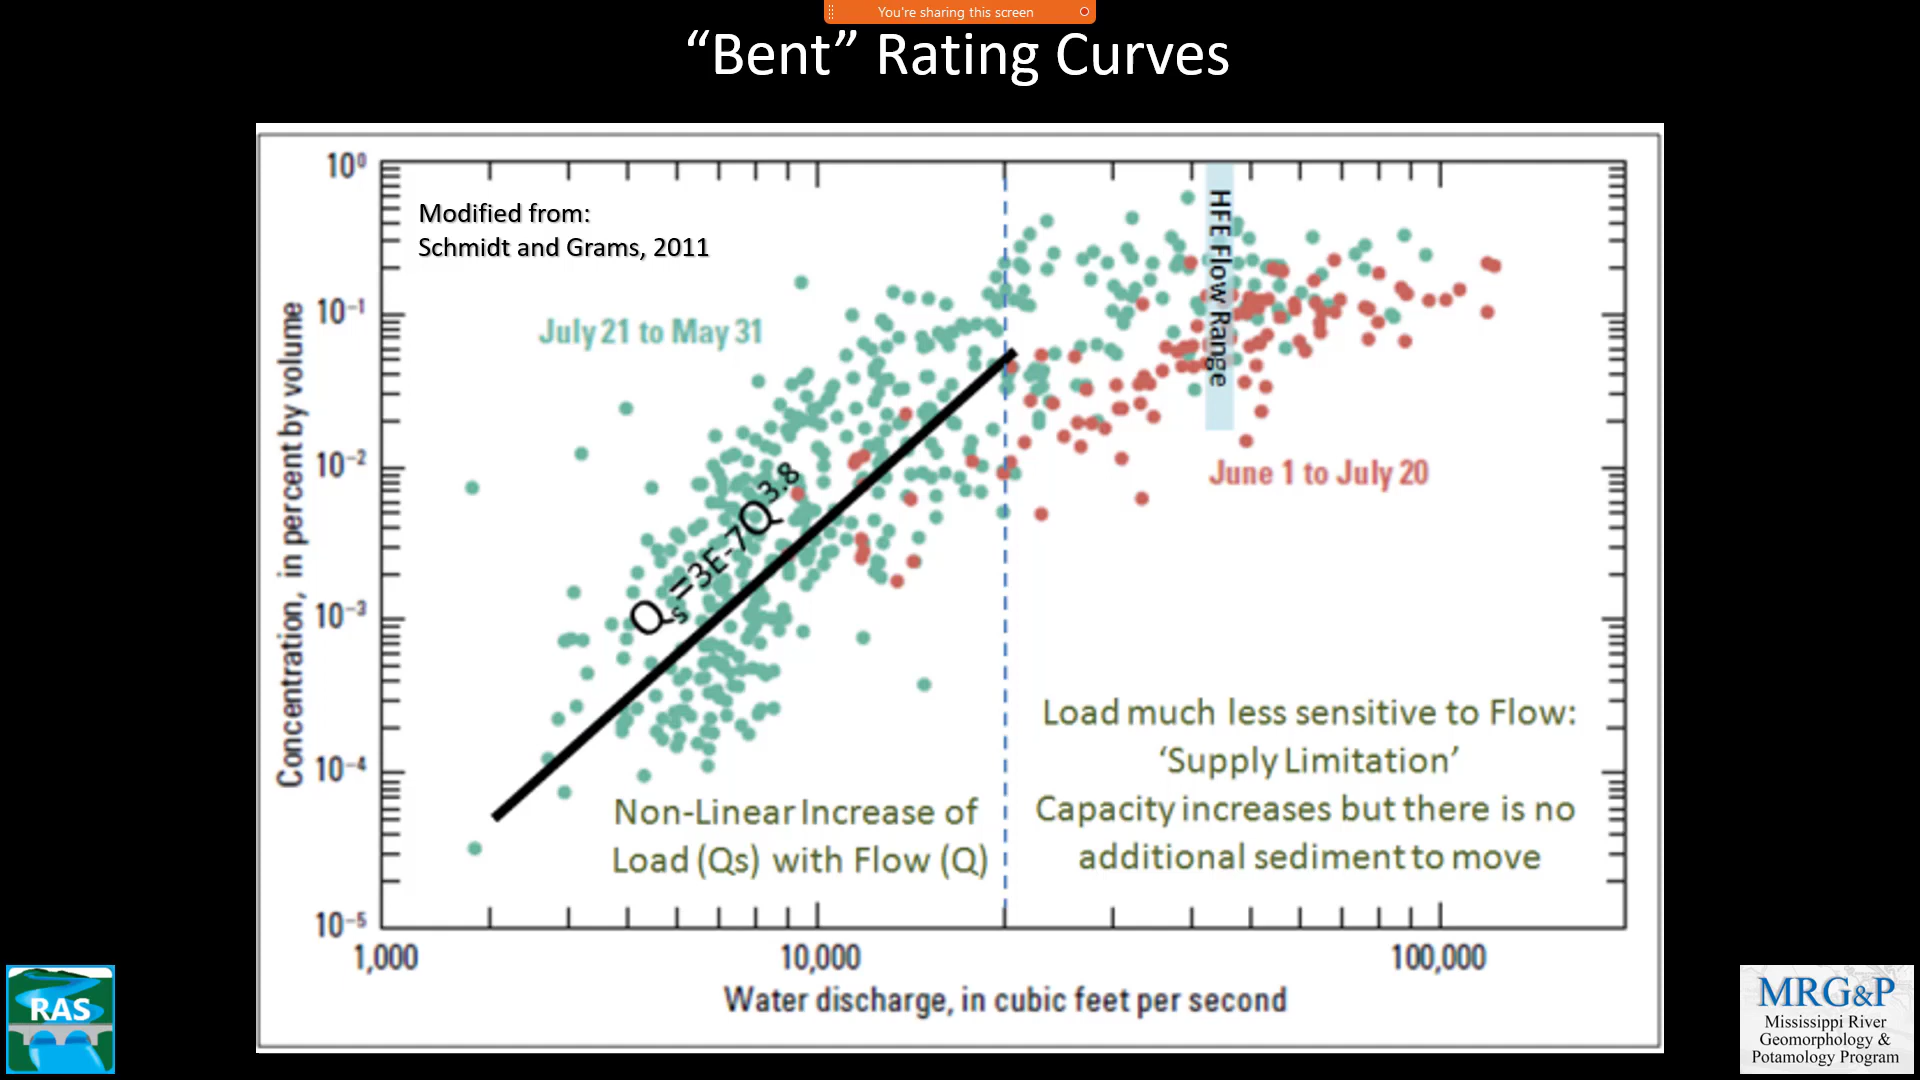 You're sharing this screen
“Bent” Rating Curves
Modified from:
Schmidt and Grams, 2011
July 21 to May 31
HFE Flow Range
June 1 to July 20
Qs=3E-7Q^3.8
Load much less sensitive to Flow:
‘Supply Limitation’
Capacity increases but there is no
additional sediment to move
Non-Linear Increase of
Load (Qs) with Flow (Q)
Concentration, in percent by volume
10⁰
10⁻¹
10⁻²
10⁻³
10⁻⁴
10⁻⁵
1,000
10,000
100,000
Water discharge, in cubic feet per second
RAS
MRG&P
Mississippi River
Geomorphology &
Potamology Program